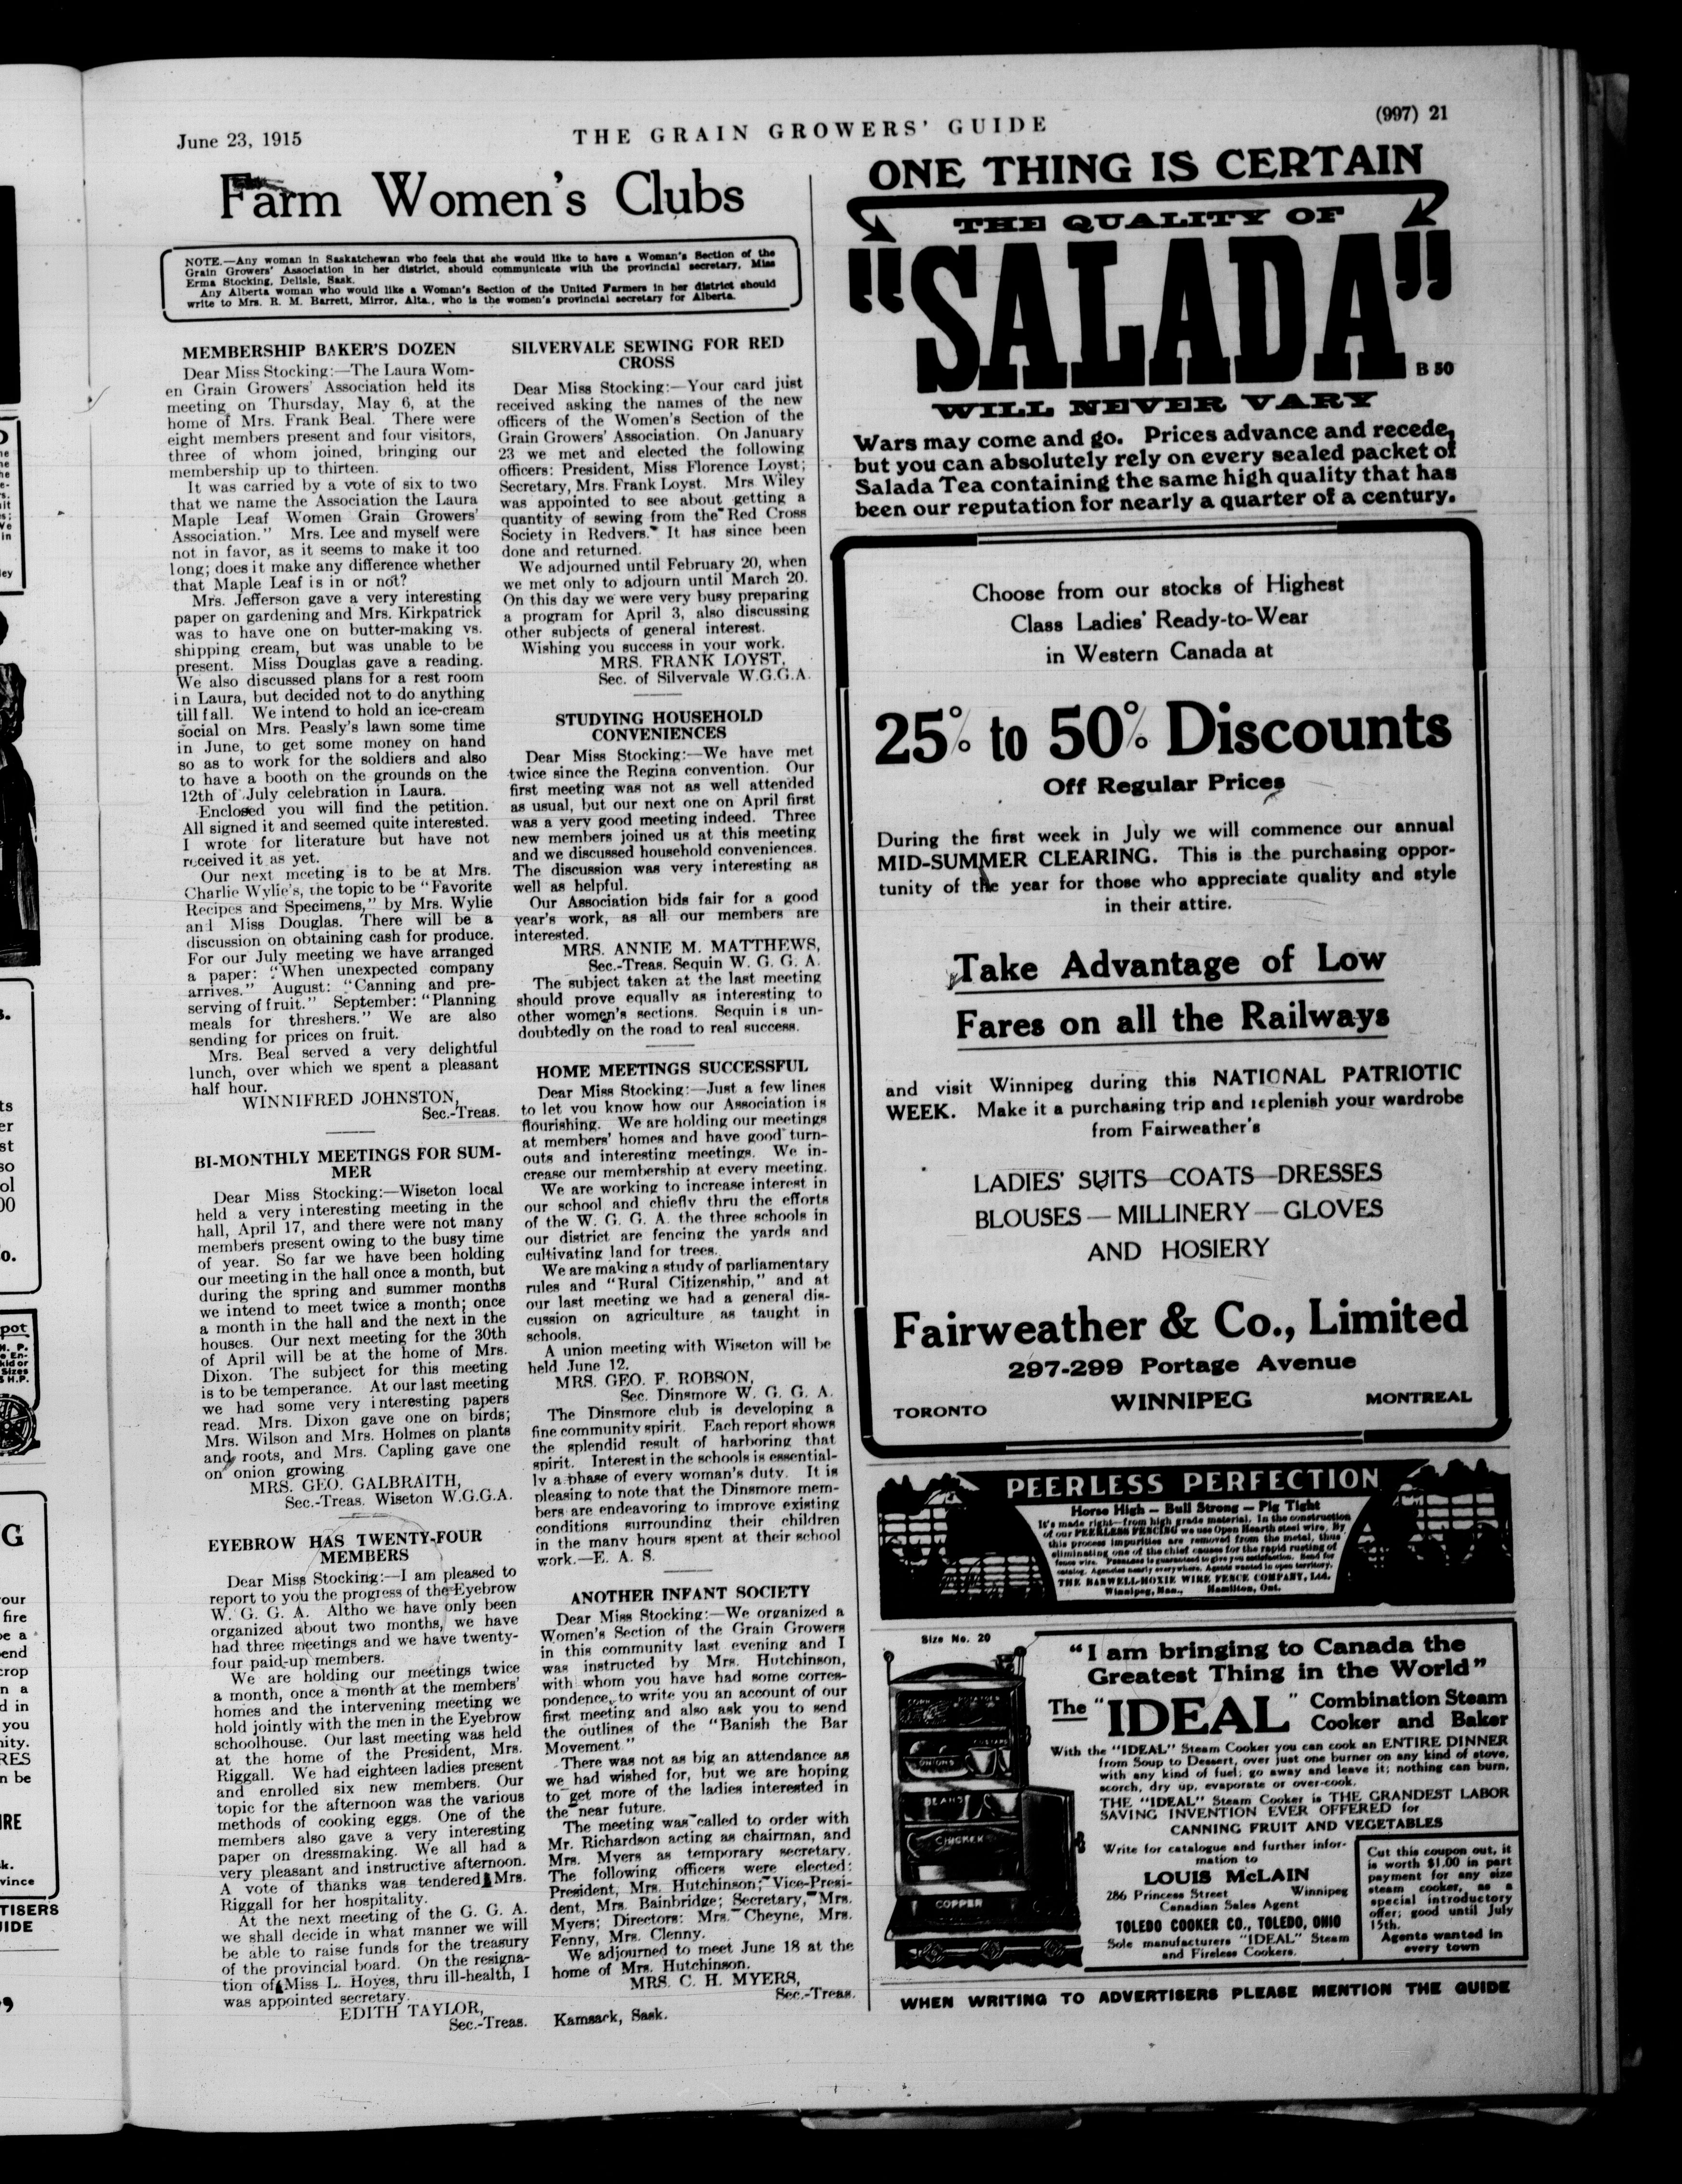 June 23, 1915
THE GRAIN GROWERS' GUIDE
(997) 21
Farm Women's Clubs
NOTE.—Any woman in Saskatchewan who feels that she would like to have a Woman's Section of the
Grain Growers' Association in her district, should communicate with the provincial secretary, Miss
Erma Stocking, Delisle, Sask.
Any Alberta woman who would like a Woman's Section of the United Farmers in her district should
write to Mrs. R. M. Barrett, Mirror, Alta., who is the women's provincial secretary for Alberta.
MEMBERSHIP BAKER'S DOZEN
Dear Miss Stocking:—The Laura Wom-
en Grain Growers' Association held its
meeting on Thursday, May 6, at the
home of Mrs. Frank Beal. There were
eight members present and four visitors,
three of whom joined, bringing our
membership up to thirteen.
It was carried by a vote of six to two
that we name the Association the Laura
Maple Leaf Women Grain Growers'
Association." Mrs. Lee and myself were
not in favor, as it seems to make it too
long; does it make any difference whether
that Maple Leaf is in or not?
Mrs. Jefferson gave a very interesting
paper on gardening and Mrs. Kirkpatrick
was to have one on butter-making vs.
shipping cream, but was unable to be
present. Miss Douglas gave a reading.
We also discussed plans for a rest room
in Laura, but decided not to do anything
till fall. We intend to hold an ice-cream
social on Mrs. Peasly's lawn some time
in June, to get some money on hand
so as to work for the soldiers and also
to have a booth on the grounds on the
12th of July celebration in Laura.
Enclosed you will find the petition.
All signed it and seemed quite interested.
I wrote for literature but have not
received it as yet.
Our next meeting is to be at Mrs.
Charlie Wylie's, the topic to be "Favorite
Recipes and Specimens," by Mrs. Wylie
and Miss Douglas. There will be a
discussion on obtaining cash for produce.
For our July meeting we have arranged
a paper: "When unexpected company
arrives." August: "Canning and pre-
serving of fruit." September: "Planning
meals for threshers." We are also
sending for prices on fruit.
Mrs. Beal served a very delightful
lunch, over which we spent a pleasant
half hour.
WINNIFRED JOHNSTON,
Sec.-Treas.
BI-MONTHLY MEETINGS FOR SUM-
MER
Dear Miss Stocking:—Wiseton local
held a very interesting meeting in the
hall, April 17, and there were not many
members present owing to the busy time
of year. So far we have been holding
our meeting in the hall once a month, but
during the spring and summer months
we intend to meet twice a month; once
a month in the hall and the next in the
houses. Our next meeting for the 30th
of April will be at the home of Mrs.
Dixon. The subject for this meeting
is to be temperance. At our last meeting
we had some very interesting papers
read. Mrs. Dixon gave one on birds;
Mrs. Wilson and Mrs. Holmes on plants
and roots, and Mrs. Capling gave one
on onion growing.
MRS. GEO. GALBRAITH,
Sec.-Treas. Wiseton W.G.G.A.
EYEBROW HAS TWENTY-FOUR
MEMBERS
Dear Miss Stocking:—I am pleased to
report to you the progress of the Eyebrow
W. G. G. A. Altho we have only been
organized about two months, we have
had three meetings and we have twenty-
four paid-up members.
We are holding our meetings twice
a month, once a month at the members'
homes and the intervening meeting we
hold jointly with the men in the Eyebrow
schoolhouse. Our last meeting was held
at the home of the President, Mrs.
Riggall. We had eighteen ladies present
and enrolled six new members. Our
topic for the afternoon was the various
methods of cooking eggs. One of the
members also gave a very interesting
paper on dressmaking. We all had a
very pleasant and instructive afternoon.
A vote of thanks was tendered Mrs.
Riggall for her hospitality.
At the next meeting of the G. G. A.
we shall decide in what manner we will
be able to raise funds for the treasury
of the provincial board. On the resigna-
tion of Miss L. Hoyes, thru ill-health, I
was appointed secretary.
EDITH TAYLOR,
Sec.-Treas.
SILVERVALE SEWING FOR RED
CROSS
Dear Miss Stocking:—Your card just
received asking the names of the new
officers of the Women's Section of the
Grain Growers' Association. On January
23 we met and elected the following
officers: President, Miss Florence Loyst;
Secretary, Mrs. Frank Loyst. Mrs Wiley
was appointed to see about getting a
quantity of sewing from the Red Cross
Society in Redvers. It has since been
done and returned.
We adjourned until February 20, when
we met only to adjourn until March 20.
On this day we were very busy preparing
a program for April 3, also discussing
other subjects of general interest.
Wishing you success in your work.
MRS. FRANK LOYST,
Sec. of Silvervale W.G.G.A.
STUDYING HOUSEHOLD
CONVENIENCES
Dear Miss Stocking:—We have met
twice since the Regina convention. Our
first meeting was not as well attended
as usual, but our next one on April first
was a very good meeting indeed. Three
new members joined us at this meeting
and we discussed household conveniences.
The discussion was very interesting as
well as helpful.
Our Association bids fair for a good
year's work, as all our members are
interested.
MRS. ANNIE M. MATTHEWS,
Sec.-Treas. Sequin W. G. G. A.
The subject taken at the last meeting
should prove equally as interesting to
other women's sections. Sequin is un-
doubtedly on the road to real success.
HOME MEETINGS SUCCESSFUL
Dear Miss Stocking:—Just a few lines
to let you know how our Association is
flourishing. We are holding our meetings
at members' homes and have good turn-
outs and interesting meetings. We in-
crease our membership at every meeting.
We are working to increase interest in
our school and chiefly thru the efforts
of the W. G. G. A. the three schools in
our district are fencing the yards and
cultivating land for trees.
We are making a study of parliamentary
rules and "Rural Citizenship," and at
our last meeting we had a general dis-
cussion on agriculture as taught in
schools.
A union meeting with Wiseton will be
held June 12.
MRS. GEO. F. ROBSON,
Sec. Dinsmore W. G. G. A.
The Dinsmore club is developing a
fine community spirit. Each report shows
the splendid result of harboring that
spirit. Interest in the schools is essential-
ly a phase of every woman's duty. It is
pleasing to note that the Dinsmore mem-
bers are endeavoring to improve existing
conditions surrounding their children
in the many hours spent at their school
work.—E. A. S.
ANOTHER INFANT SOCIETY
Dear Miss Stocking:—We organized a
Women's Section of the Grain Growers
in this community last evening and I
was instructed by Mrs. Hutchinson,
with whom you have had some corres-
pondence, to write you an account of our
first meeting and also ask you to send
the outlines of the "Banish the Bar
Movement."
There was not as big an attendance as
we had wished for, but we are hoping
to get more of the ladies interested in
the near future.
The meeting was called to order with
Mr. Richardson acting as chairman, and
Mrs. Myers as temporary secretary.
The following officers were elected:
President, Mrs. Hutchinson; Vice-Presi-
dent, Mrs. Bainbridge; Secretary, Mrs.
Myers; Directors: Mrs. Cheyne, Mrs.
Fenny, Mrs. Clenny.
We adjourned to meet June 18 at the
home of Mrs. Hutchinson.
MRS. C. H. MYERS,
Sec.-Treas.
Kamsack, Sask.
ONE THING IS CERTAIN
THE QUALITY OF
"SALADA"
B 50
WILL NEVER VARY
Wars may come and go. Prices advance and recede,
but you can absolutely rely on every sealed packet of
Salada Tea containing the same high quality that has
been our reputation for nearly a quarter of a century.
Choose from our stocks of Highest
Class Ladies' Ready-to-Wear
in Western Canada at
25% to 50% Discounts
Off Regular Prices
During the first week in July we will commence our annual
MID-SUMMER CLEARING. This is the purchasing oppor-
tunity of the year for those who appreciate quality and style
in their attire.
Take Advantage of Low
Fares on all the Railways
and visit Winnipeg during this NATIONAL PATRIOTIC
WEEK. Make it a purchasing trip and replenish your wardrobe
from Fairweather's
LADIES' SUITS—COATS—DRESSES
BLOUSES — MILLINERY — GLOVES
AND HOSIERY
Fairweather & Co., Limited
297-299 Portage Avenue
TORONTO WINNIPEG MONTREAL
PEERLESS PERFECTION
Horse High — Bull Strong — Pig Tight
It's made right—from high grade material. In the construction
of our PEERLESS FENCING we use Open Hearth steel wire. By
this process impurities are removed from the metal, thus
eliminating one of the chief causes for the rapid rusting of
fence wire. Peerless is guaranteed to give you satisfaction. Send for
catalog. Agencies nearly everywhere. Agents wanted in open territory.
THE BANWELL-HOXIE WIRE FENCE COMPANY, Ltd.
Winnipeg, Man., Hamilton, Ont.
Size No. 20
CORN POTATOES
ONIONS CUSTARD
BEANS
CHICKEN
COPPER
"I am bringing to Canada the
Greatest Thing in the World"
The "IDEAL" Combination Steam
Cooker and Baker
With the "IDEAL" Steam Cooker you can cook an ENTIRE DINNER
from Soup to Dessert, over just one burner on any kind of stove,
with any kind of fuel; go away and leave it; nothing can burn,
scorch, dry up, evaporate or over-cook.
THE "IDEAL" Steam Cooker is THE GRANDEST LABOR
SAVING INVENTION EVER OFFERED for
CANNING FRUIT AND VEGETABLES
Write for catalogue and further infor-
mation to
LOUIS McLAIN
286 Princess Street Winnipeg
Canadian Sales Agent
TOLEDO COOKER CO., TOLEDO, OHIO
Sole manufacturers "IDEAL" Steam
and Fireless Cookers.
Cut this coupon out, it
is worth $1.00 in part
payment for any size
steam cooker, as a
special introductory
offer; good until July
15th.
Agents wanted in
every town
WHEN WRITING TO ADVERTISERS PLEASE MENTION THE GUIDE